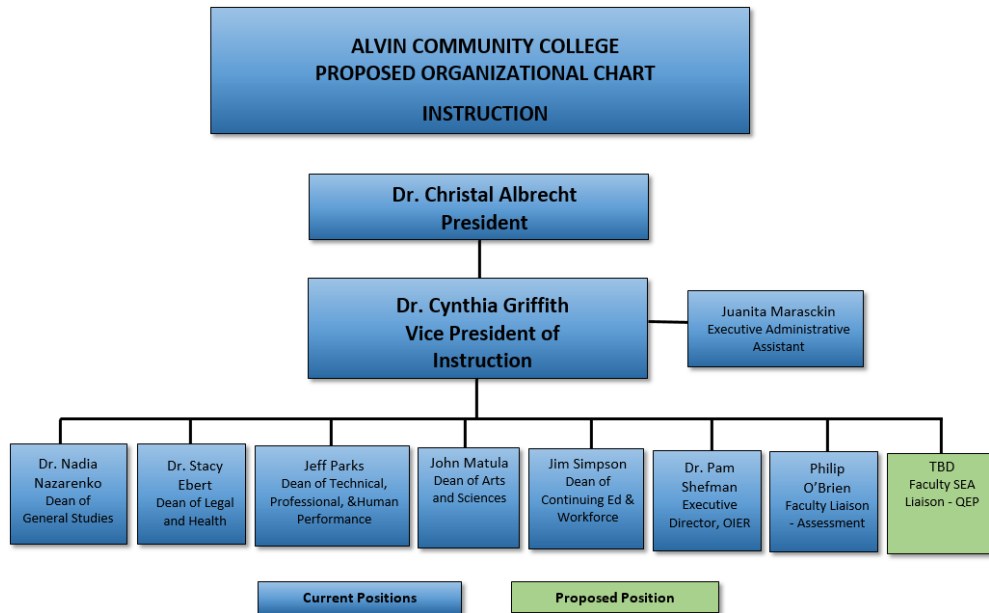 ALVIN COMMUNITY COLLEGE
PROPOSED ORGANIZATIONAL CHART
INSTRUCTION
Dr. Christal Albrecht
President
Dr. Cynthia Griffith
Vice President of
Instruction
Juanita Marasckin
Executive Administrative
Assistant
Dr. Nadia
Nazarenko
Dean of
General Studies
Dr. Stacy
Ebert
Dean of Legal
and Health
Jeff Parks
Dean of Technical,
Professional, &Human
Performance
John Matula
Dean of Arts
and Sciences
Jim Simpson
Dean of
Continuing Ed &
Workforce
Dr. Pam
Shefman
Executive
Director, OIER
Philip
O’Brien
Faculty Liaison
- Assessment
TBD
Faculty SEA
Liaison - QEP
Current Positions
Proposed Position